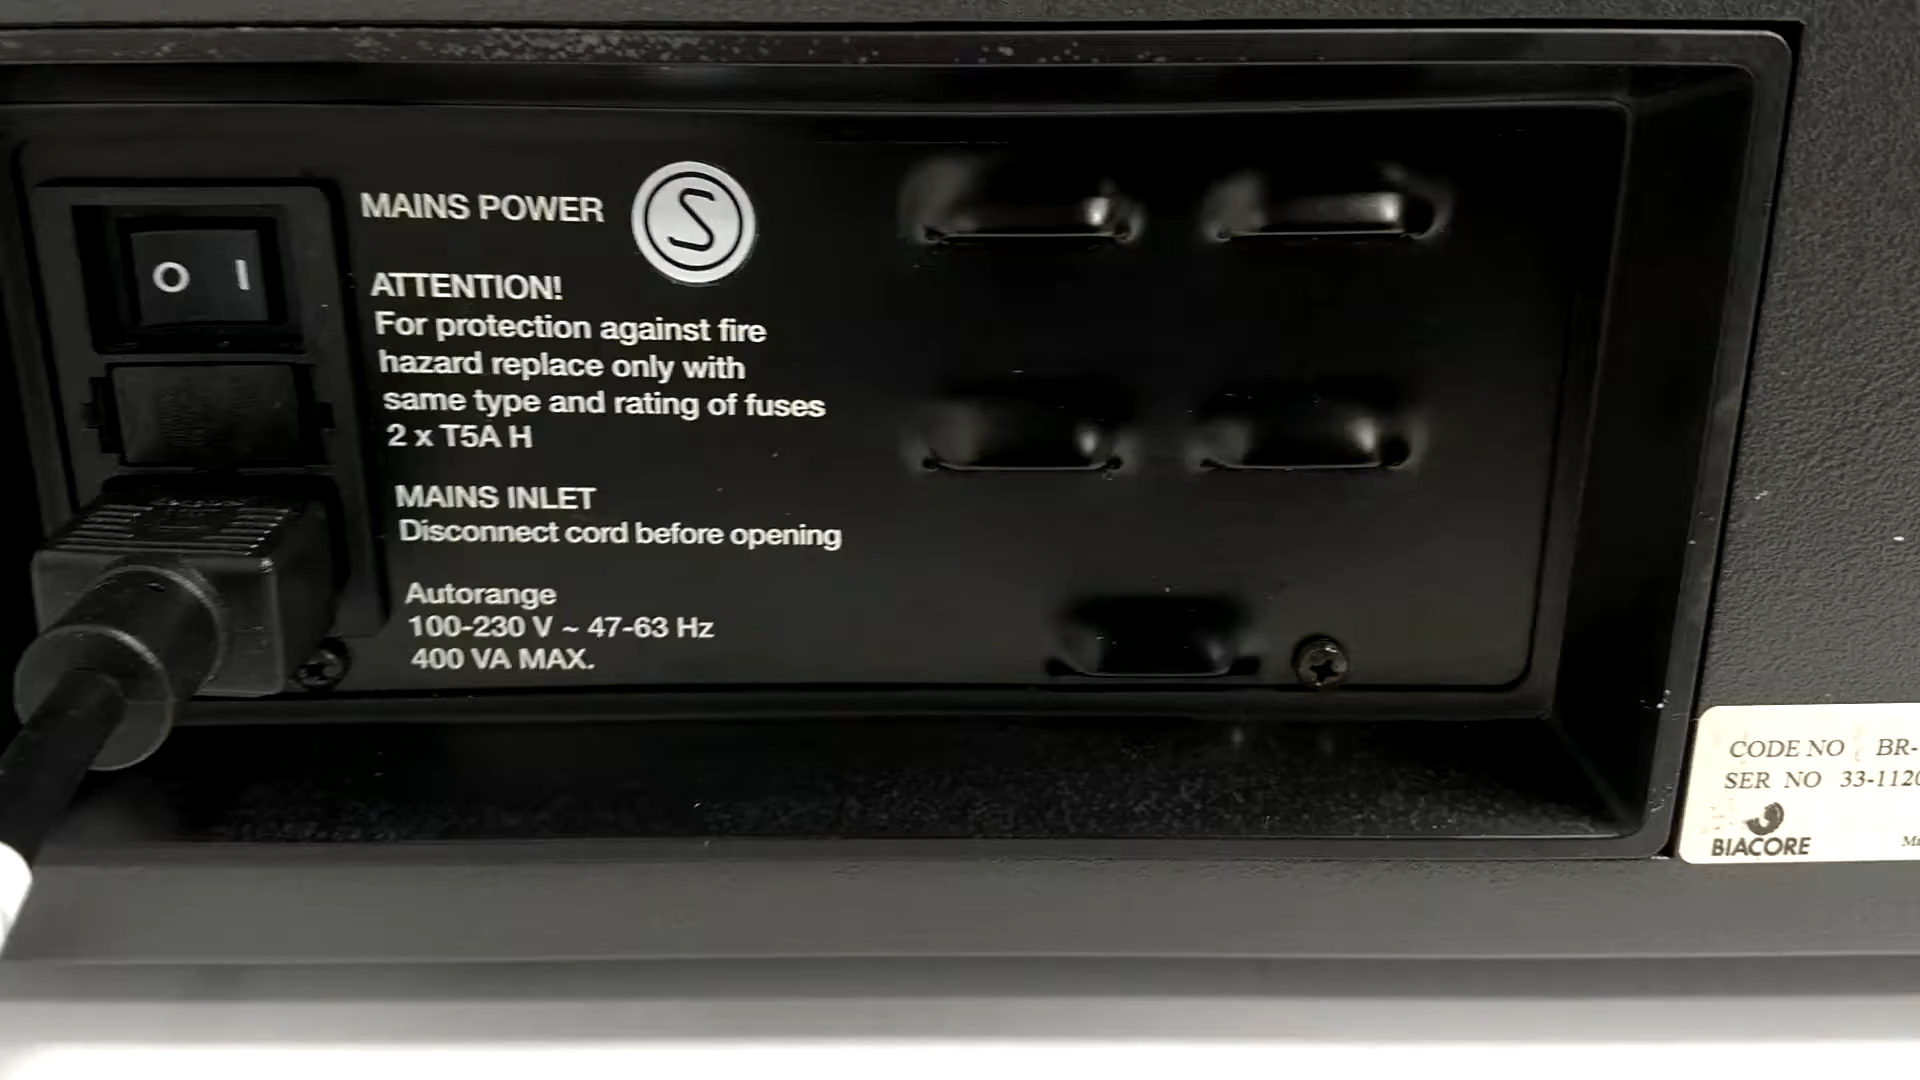 MAINS POWER
S
O I
ATTENTION!
For protection against fire
hazard replace only with
same type and rating of fuses
2 x T5A H
MAINS INLET
Disconnect cord before opening
Autorange
100-230 V ~ 47-63 Hz
400 VA MAX.
CODE NO BR-
SER NO 33-1120
BIACORE